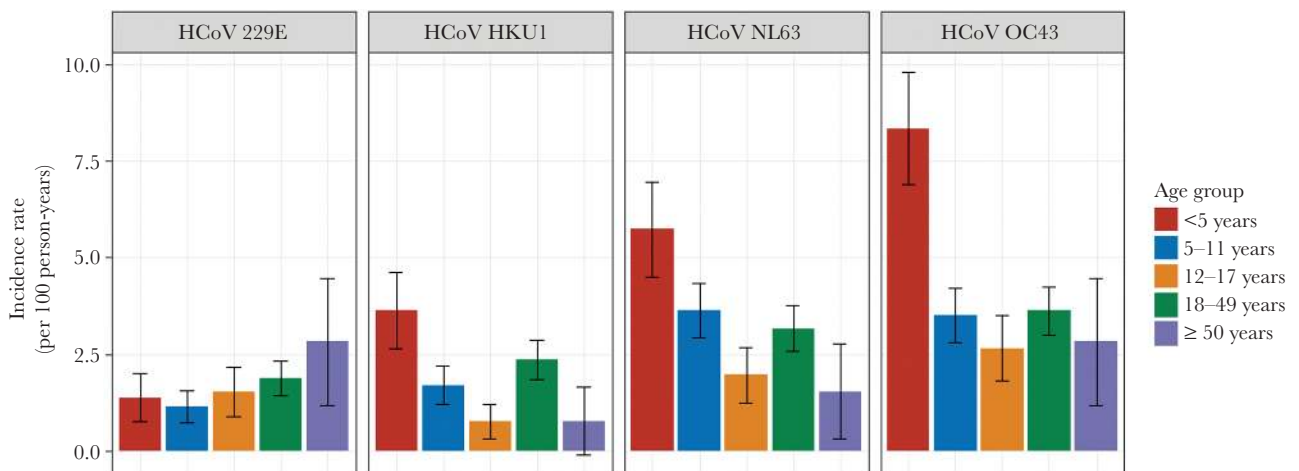 HCoV 229E
HCoV HKU1
HCoV NL63
HCoV OC43
Incidence rate
(per 100 person-years)
10.0
7.5
5.0
2.5
0.0
Age group
<5 years
5–11 years
12–17 years
18–49 years
≥ 50 years